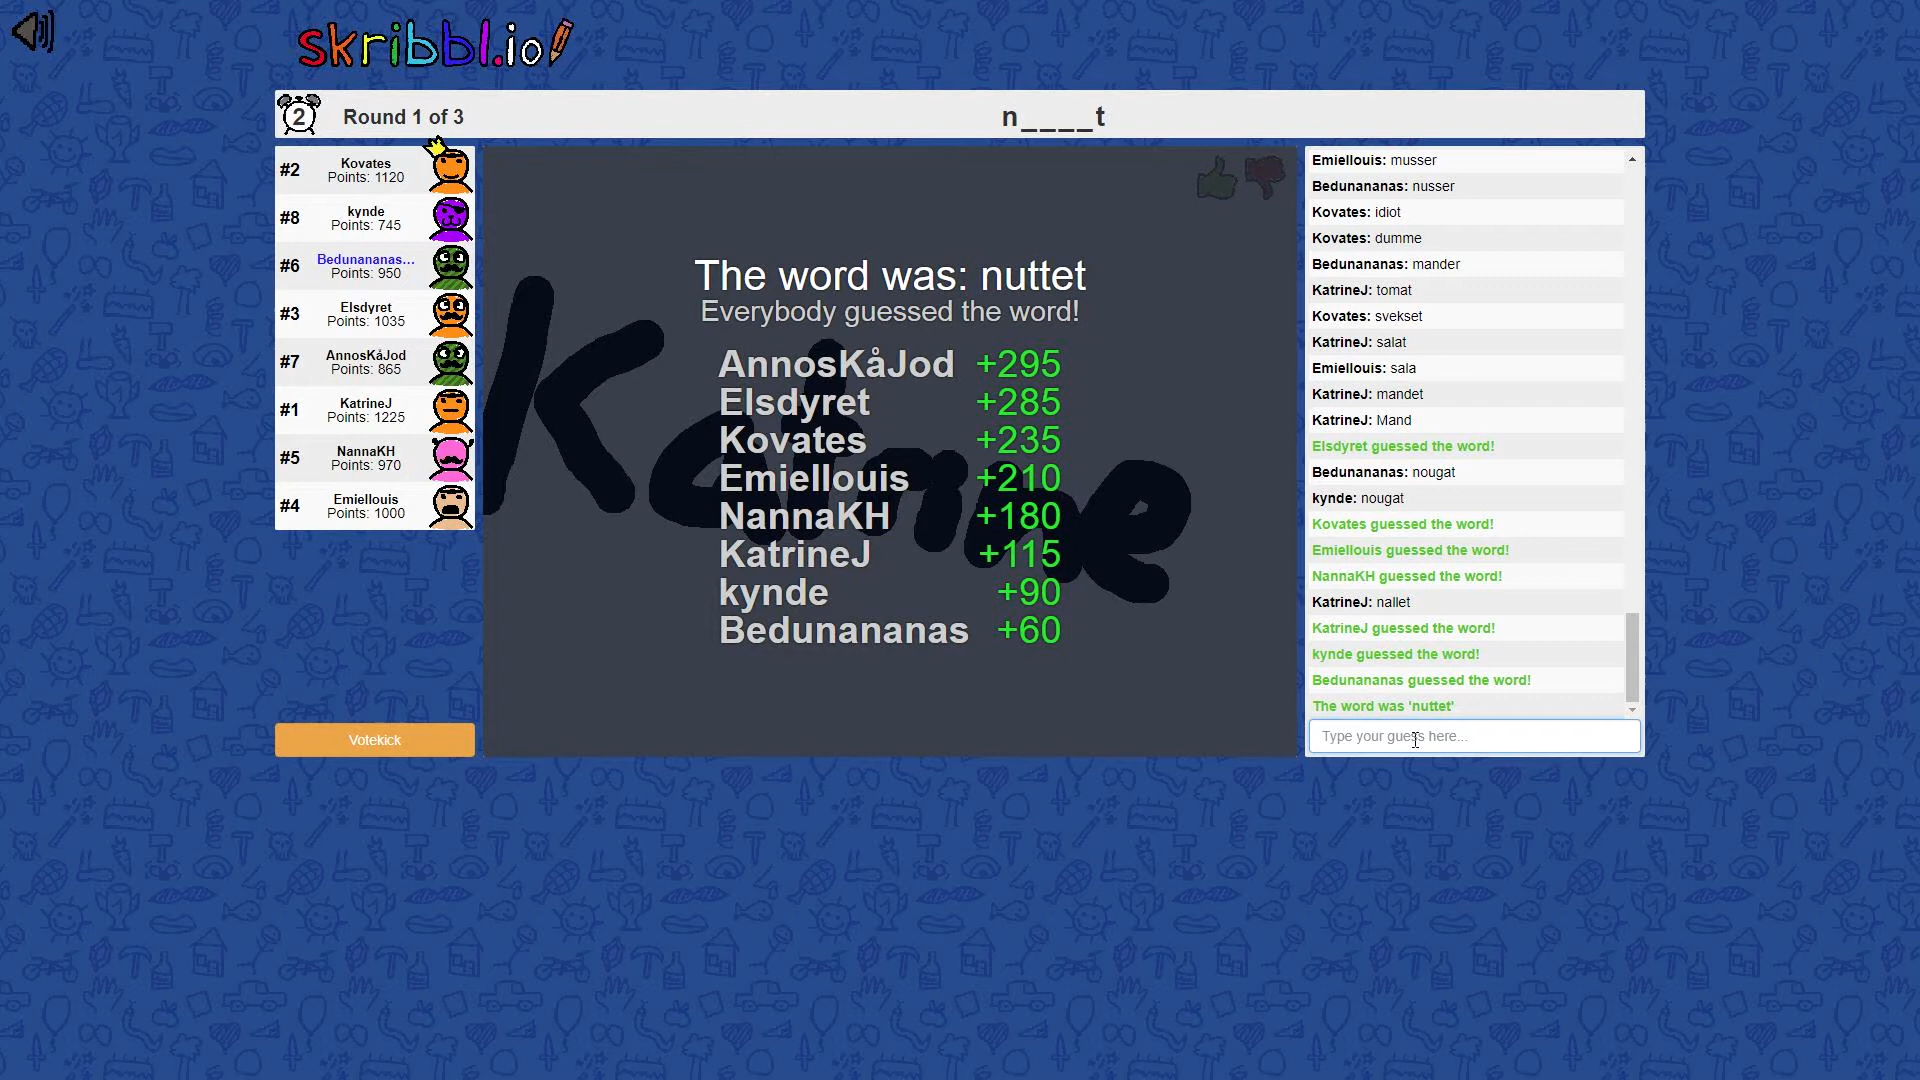 skribbl.io
2 Round 1 of 3 n____t
#2 Kovates
Points: 1120
#8 kynde
Points: 745
#6 Bedunananas...
Points: 950
#3 Elsdyret
Points: 1035
#7 AnnosKåJod
Points: 865
#1 KatrineJ
Points: 1225
#5 NannaKH
Points: 970
#4 Emiellouis
Points: 1000
Votekick
Katrine
The word was: nuttet
Everybody guessed the word!
AnnosKåJod +295
Elsdyret +285
Kovates +235
Emiellouis +210
NannaKH +180
KatrineJ +115
kynde +90
Bedunananas +60
Emiellouis: musser
Bedunananas: nusser
Kovates: idiot
Kovates: dumme
Bedunananas: mander
KatrineJ: tomat
Kovates: svekset
KatrineJ: salat
Emiellouis: sala
KatrineJ: mandet
KatrineJ: Mand
Elsdyret guessed the word!
Bedunananas: nougat
kynde: nougat
Kovates guessed the word!
Emiellouis guessed the word!
NannaKH guessed the word!
KatrineJ: nallet
KatrineJ guessed the word!
kynde guessed the word!
Bedunananas guessed the word!
The word was 'nuttet'
Type your guess here...